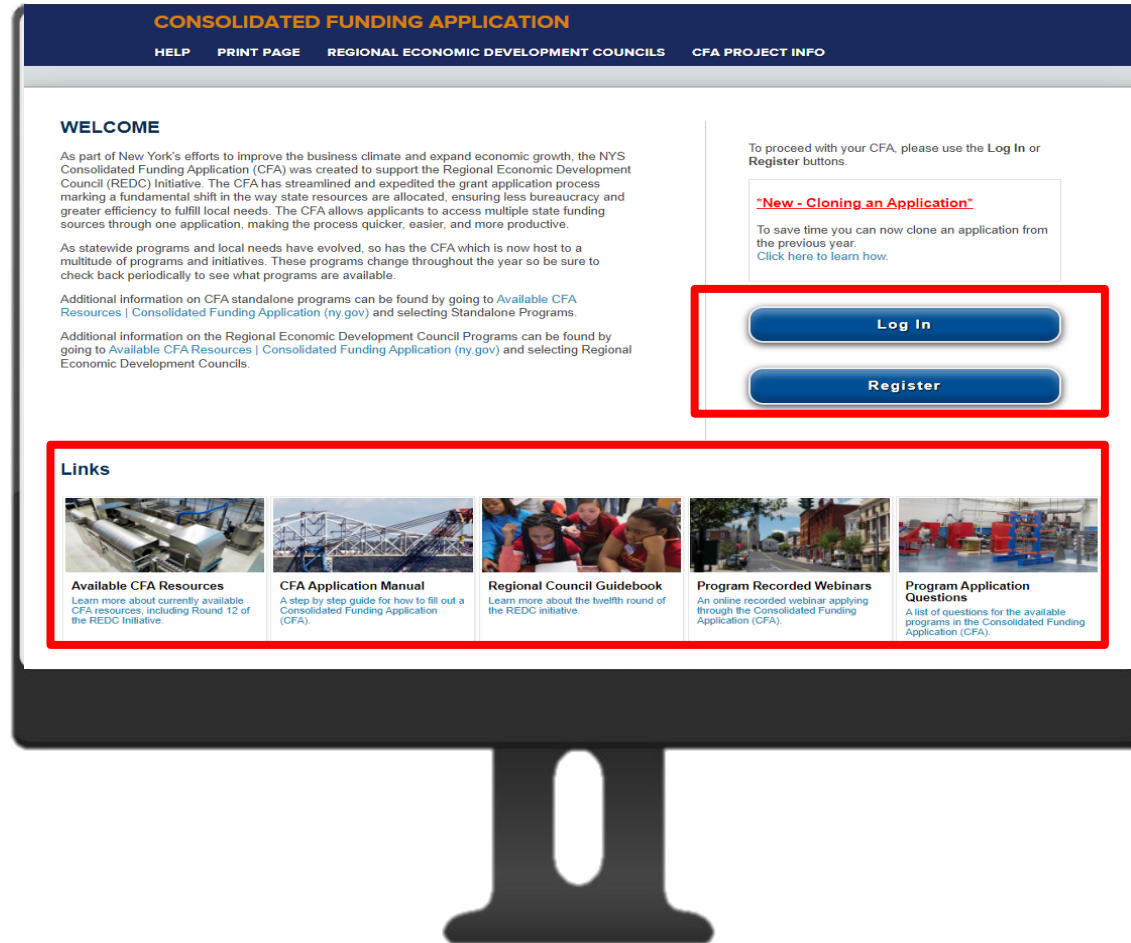 CONSOLIDATED FUNDING APPLICATION
HELP PRINT PAGE REGIONAL ECONOMIC DEVELOPMENT COUNCILS CFA PROJECT INFO
WELCOME
As part of New York's efforts to improve the business climate and expand economic growth, the NYS
Consolidated Funding Application (CFA) was created to support the Regional Economic Development
Council (REDC) Initiative. The CFA has streamlined and expedited the grant application process
marking a fundamental shift in the way state resources are allocated, ensuring less bureaucracy and
greater efficiency to fulfill local needs. The CFA allows applicants to access multiple state funding
sources through one application, making the process quicker, easier, and more productive.
As statewide programs and local needs have evolved, so has the CFA which is now host to a
multitude of programs and initiatives. These programs change throughout the year so be sure to
check back periodically to see what programs are available.
Additional information on CFA standalone programs can be found by going to Available CFA
Resources | Consolidated Funding Application (ny.gov) and selecting Standalone Programs.
Additional information on the Regional Economic Development Council Programs can be found by
going to Available CFA Resources | Consolidated Funding Application (ny.gov) and selecting Regional
Economic Development Councils.
To proceed with your CFA, please use the Log In or
Register buttons.
*New - Cloning an Application*
To save time you can now clone an application from
the previous year.
Click here to learn how.
Log In
Register
Links
Available CFA Resources
Learn more about currently available
CFA resources, including Round 12 of
the REDC Initiative.
CFA Application Manual
A step by step guide for how to fill out a
Consolidated Funding Application
(CFA).
Regional Council Guidebook
Learn more about the twelfth round of
the REDC initiative.
Program Recorded Webinars
An online recorded webinar applying
through the Consolidated Funding
Application (CFA).
Program Application
Questions
A list of questions for the available
programs in the Consolidated Funding
Application (CFA).